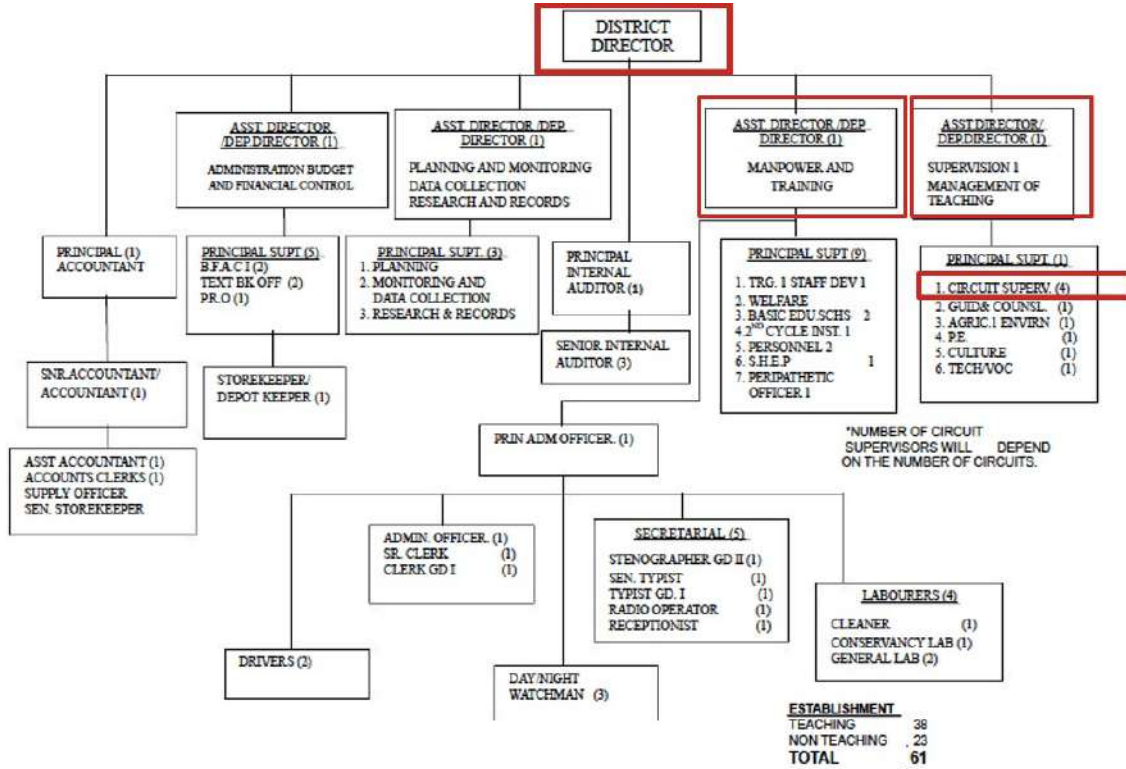 DISTRICT
DIRECTOR
ASST. DIRECTOR
/DEP.DIRECTOR (1)
ADMINISTRATION BUDGET
AND FINANCIAL CONTROL
ASST. DIRECTOR /DEP.
DIRECTOR (1)
PLANNING AND MONITORING
DATA COLLECTION
RESEARCH AND RECORDS
ASST. DIRECTOR /DEP.
DIRECTOR (1)
MANPOWER AND
TRAINING
ASST.DIRECTOR/
DEP.DIRECTOR (1)
SUPERVISION 1
MANAGEMENT OF
TEACHING
PRINCIPAL (1)
ACCOUNTANT
PRINCIPAL SUPT (5)
B.F.A.C I (2)
TEXT BK OFF (2)
P.R.O (1)
PRINCIPAL SUPT. (3)
1. PLANNING
2. MONITORING AND
DATA COLLECTION
3. RESEARCH & RECORDS
PRINCIPAL
INTERNAL
AUDITOR (1)
PRINCIPAL SUPT (9)
1. TRG. 1 STAFF DEV 1
2. WELFARE
3. BASIC EDU.SCHS 2
4.2ND CYCLE INST. 1
5. PERSONNEL 2
6. S.H.E.P 1
7. PERIPATHETIC
OFFICER 1
PRINCIPAL SUPT. (1)
1. CIRCUIT SUPERV. (4)
2. GUID& COUNSL. (1)
3. AGRIC.1 ENVIRN (1)
4. P.E. (1)
5. CULTURE (1)
6. TECH/VOC (1)
SENIOR INTERNAL
AUDITOR (3)
SNR.ACCOUNTANT/
ACCOUNTANT (1)
STOREKEEPER/
DEPOT KEEPER (1)
*NUMBER OF CIRCUIT
SUPERVISORS WILL DEPEND
ON THE NUMBER OF CIRCUITS.
PRIN ADM OFFICER. (1)
ASST ACCOUNTANT (1)
ACCOUNTS CLERKS (1)
SUPPLY OFFICER
SEN. STOREKEEPER
ADMIN. OFFICER. (1)
SR. CLERK (1)
CLERK GD I (1)
SECRETARIAL (5)
STENOGRAPHER GD II (1)
SEN. TYPIST (1)
TYPIST GD. I (1)
RADIO OPERATOR (1)
RECEPTIONIST (1)
LABOURERS (4)
CLEANER (1)
CONSERVANCY LAB (1)
GENERAL LAB (2)
DRIVERS (2)
DAY/NIGHT
WATCHMAN (3)
ESTABLISHMENT
TEACHING 38
NON TEACHING 23
TOTAL 61